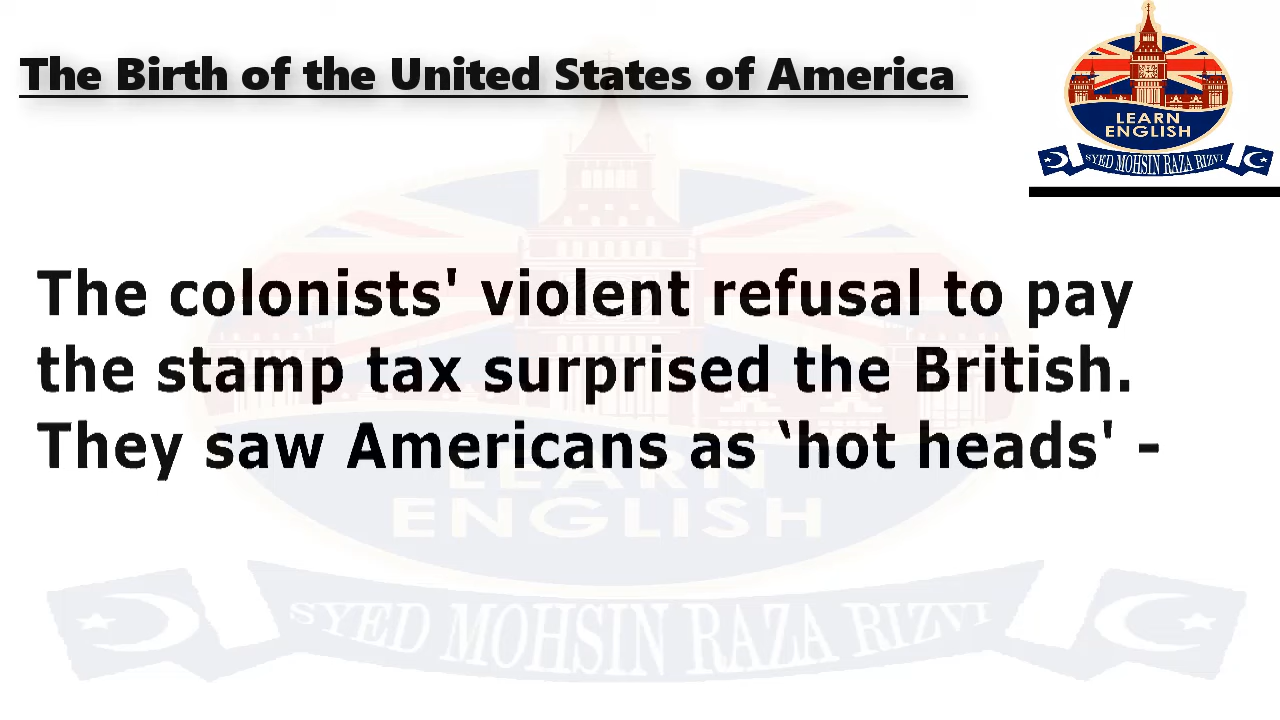 The Birth of the United States of America
LEARN
ENGLISH
SYED MOHSIN RAZA RIZVI
The colonists' violent refusal to pay
the stamp tax surprised the British.
They saw Americans as ‛hot heads' -
LEARN
ENGLISH
SYED MOHSIN RAZA RIZVI